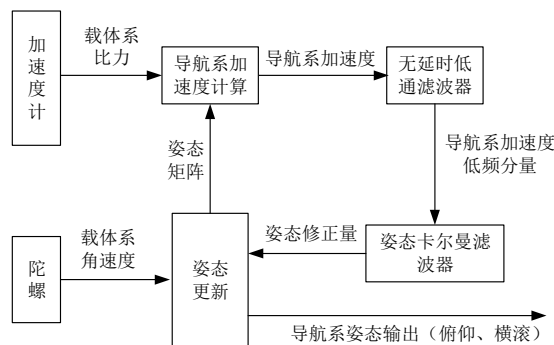 加
速
度
计
载体系
比力
导航系加
速度计算
导航系加速度
无延时低
通滤波器
姿态
矩阵
导航系加速度
低频分量
陀
螺
载体系
角速度
姿态
更新
姿态修正量
姿态卡尔曼滤
波器
导航系姿态输出（俯仰、横滚）